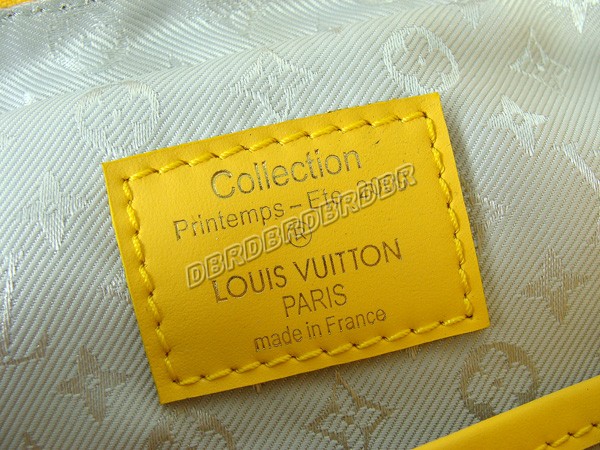 Collection
Printemps – Ete
®
DBRDBRDBRDBR
LOUIS VUITTON
PARIS
made in France